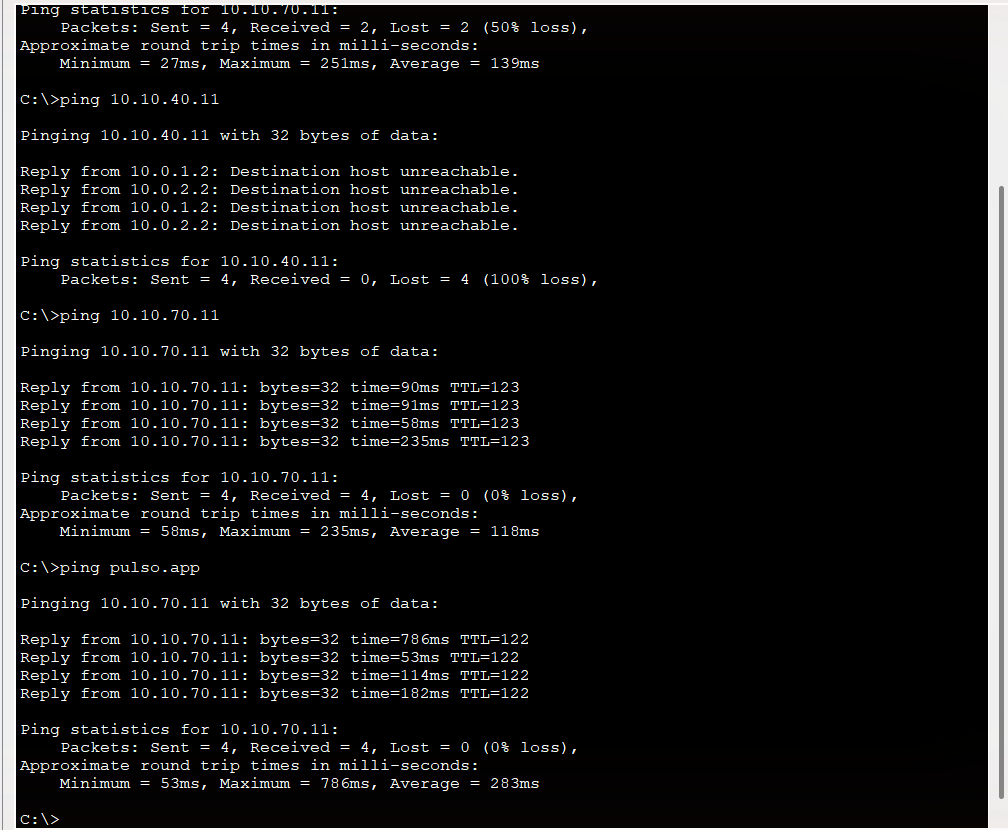 Ping statistics for 10.10.70.11:
    Packets: Sent = 4, Received = 2, Lost = 2 (50% loss),
Approximate round trip times in milli-seconds:
    Minimum = 27ms, Maximum = 251ms, Average = 139ms

C:\>ping 10.10.40.11

Pinging 10.10.40.11 with 32 bytes of data:

Reply from 10.0.1.2: Destination host unreachable.
Reply from 10.0.2.2: Destination host unreachable.
Reply from 10.0.1.2: Destination host unreachable.
Reply from 10.0.2.2: Destination host unreachable.

Ping statistics for 10.10.40.11:
    Packets: Sent = 4, Received = 0, Lost = 4 (100% loss),

C:\>ping 10.10.70.11

Pinging 10.10.70.11 with 32 bytes of data:

Reply from 10.10.70.11: bytes=32 time=90ms TTL=123
Reply from 10.10.70.11: bytes=32 time=91ms TTL=123
Reply from 10.10.70.11: bytes=32 time=58ms TTL=123
Reply from 10.10.70.11: bytes=32 time=235ms TTL=123

Ping statistics for 10.10.70.11:
    Packets: Sent = 4, Received = 4, Lost = 0 (0% loss),
Approximate round trip times in milli-seconds:
    Minimum = 58ms, Maximum = 235ms, Average = 118ms

C:\>ping pulso.app

Pinging 10.10.70.11 with 32 bytes of data:

Reply from 10.10.70.11: bytes=32 time=786ms TTL=122
Reply from 10.10.70.11: bytes=32 time=53ms TTL=122
Reply from 10.10.70.11: bytes=32 time=114ms TTL=122
Reply from 10.10.70.11: bytes=32 time=182ms TTL=122

Ping statistics for 10.10.70.11:
    Packets: Sent = 4, Received = 4, Lost = 0 (0% loss),
Approximate round trip times in milli-seconds:
    Minimum = 53ms, Maximum = 786ms, Average = 283ms

C:\>